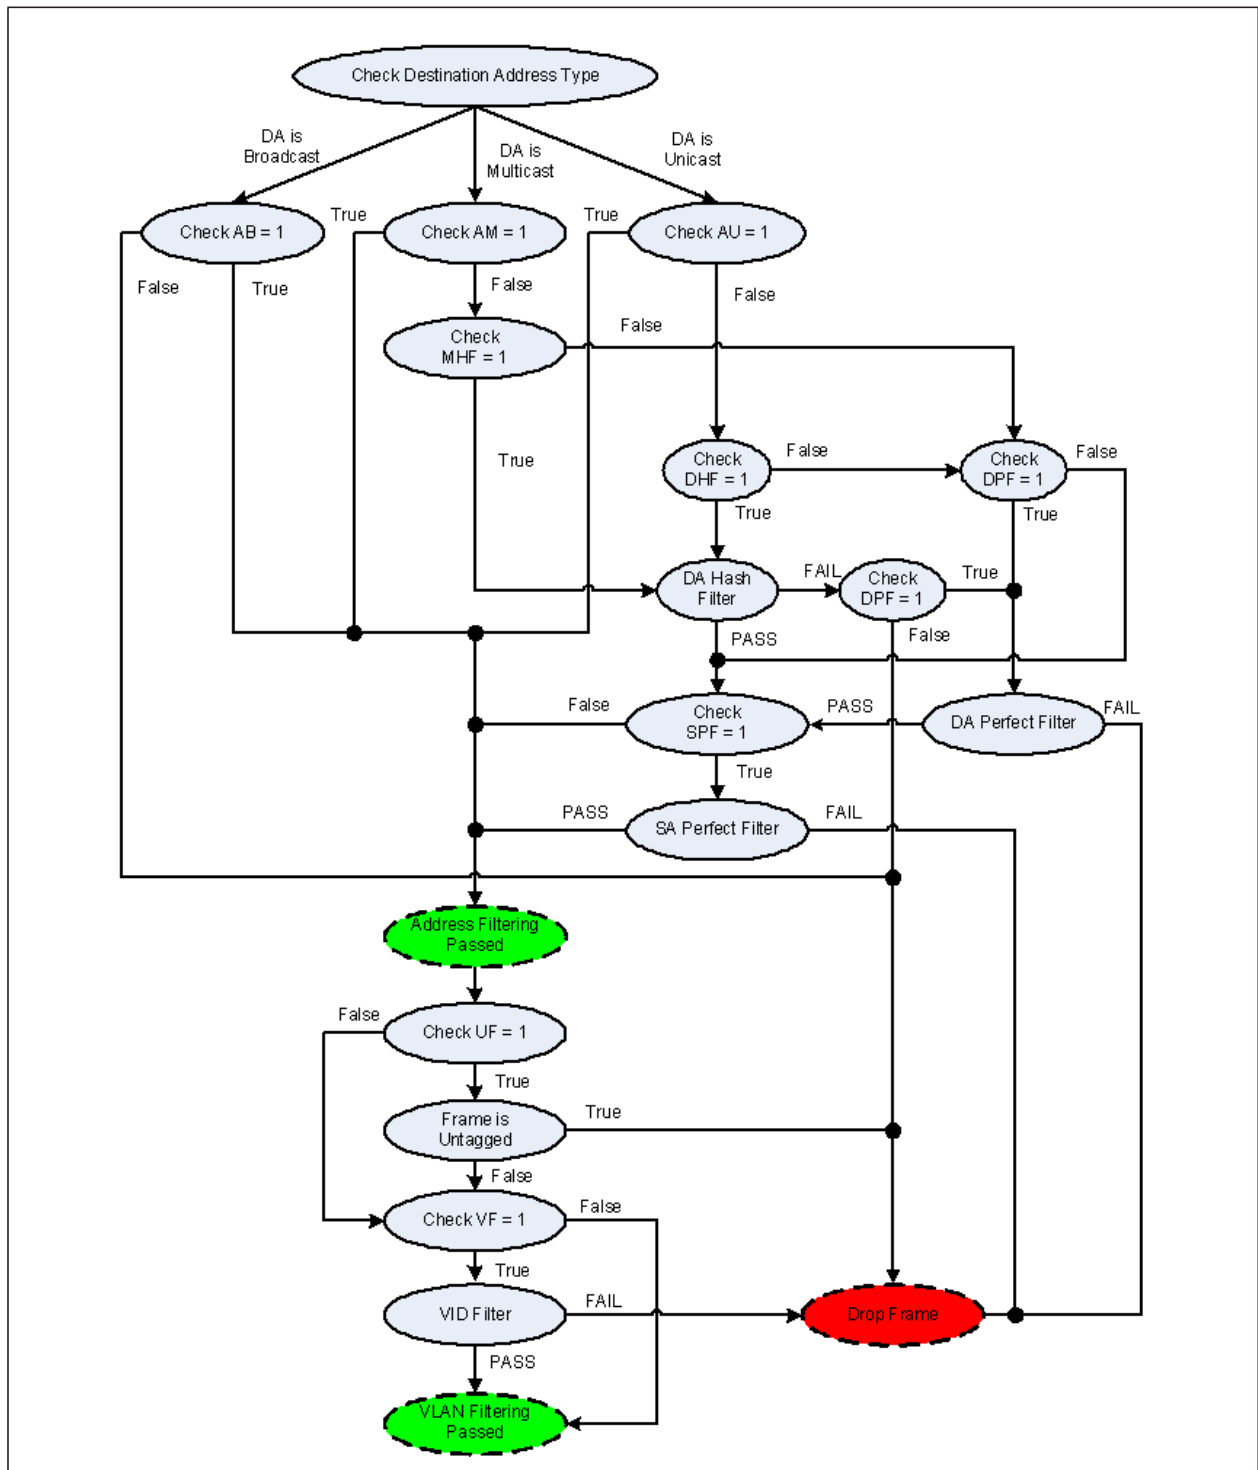 Check Destination Address Type
DA is
Broadcast
DA is
Multicast
DA is
Unicast
Check AB = 1
True
Check AM = 1
True
Check AU = 1
False
True
False
False
Check
MHF = 1
False
True
Check
DHF = 1
False
Check
DPF = 1
False
True
True
DA Hash
Filter
FAIL
Check
DPF = 1
True
PASS
False
False
Check
SPF = 1
PASS
DA Perfect Filter
FAIL
True
PASS
SA Perfect Filter
FAIL
Address Filtering
Passed
False
Check UF = 1
True
Frame is
Untagged
True
False
Check VF = 1
False
True
VID Filter
FAIL
Drop Frame
PASS
VLAN Filtering
Passed